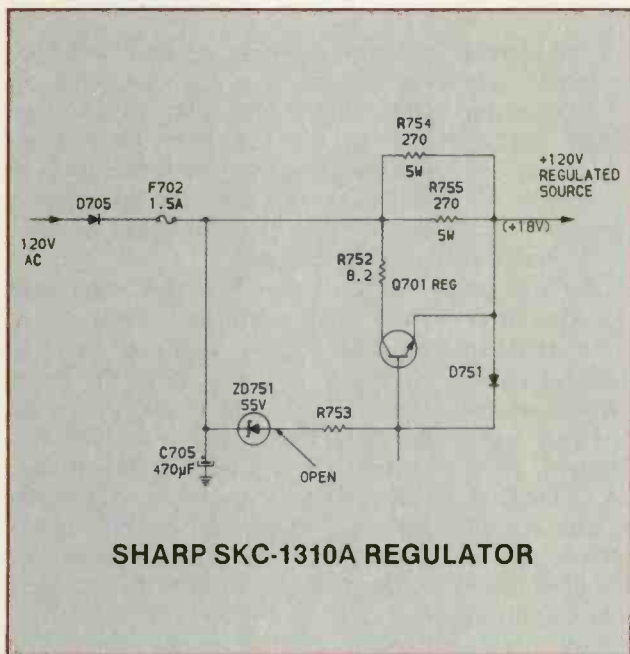 R754
270
5W
+120V
REGULATED
SOURCE
F702
1.5A
D705
R755
270
5W
(+18V)
120V
AC
R752
8.2
Q701 REG
D751
ZD751
55V
R753
C705
470µF
OPEN
SHARP SKC-1310A REGULATOR